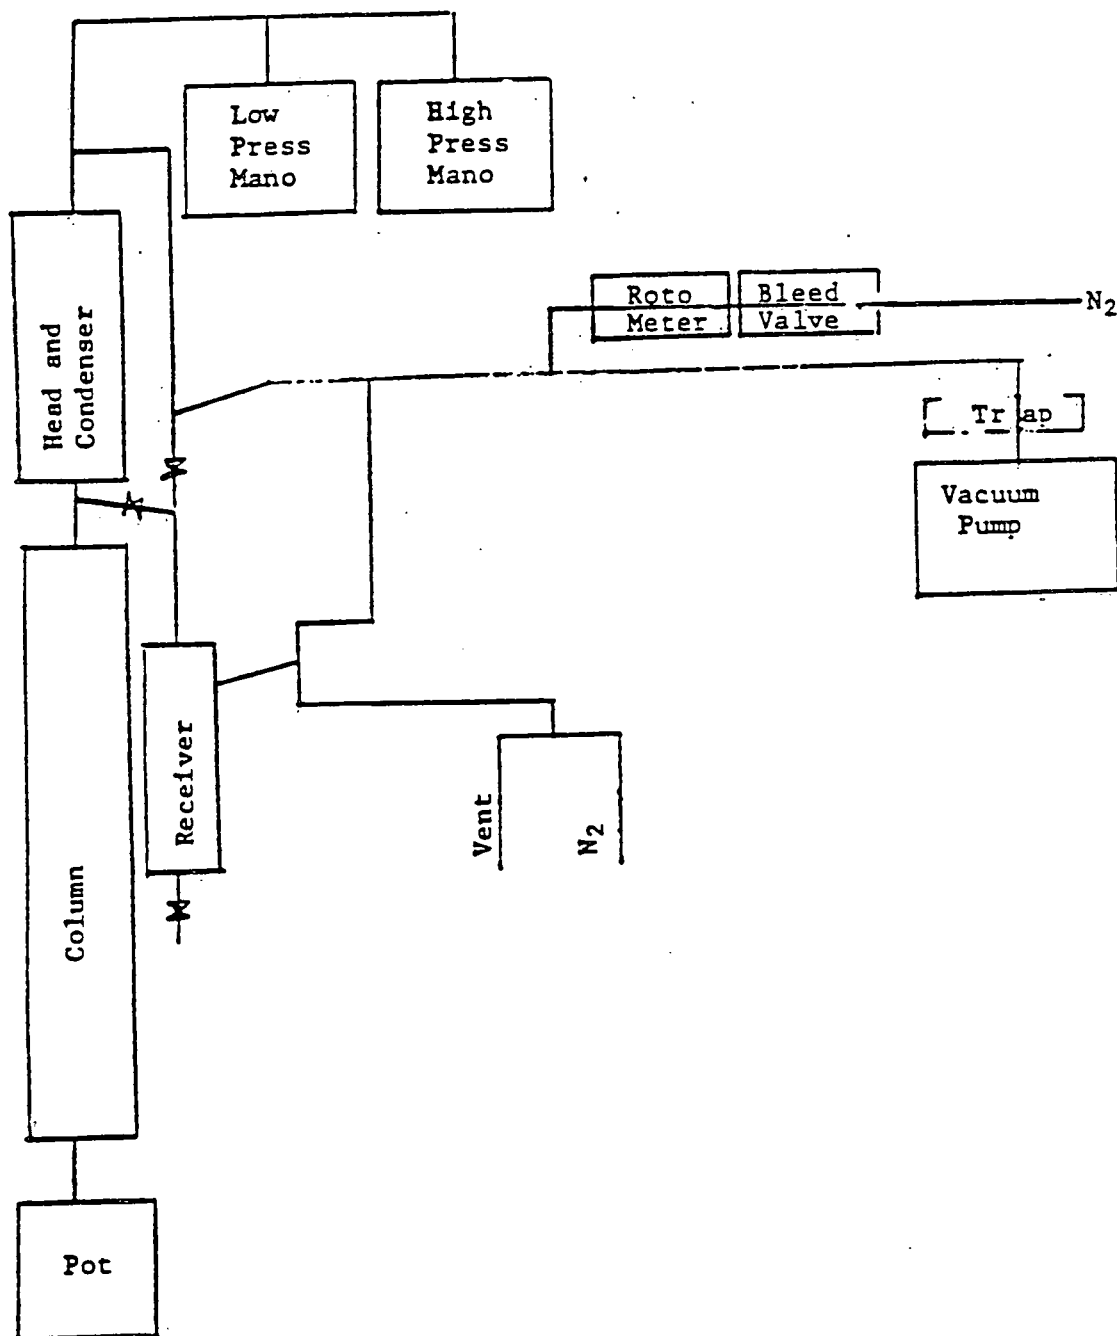 Low
Press
Mano
High
Press
Mano
Head and
Condenser
Roto
Meter
Bleed
Valve
N2
Trap
Vacuum
Pump
Receiver
Vent
N2
Column
Pot